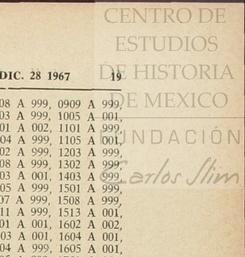 CENTRO DE
ESTUDIOS
DE HISTORIA
DE MEXICO
FUNDACIÓN
Carlos Slim
DIC. 28 1967 19
08 A 999, 0909 A 999,
03 A 999, 1005 A 001,
01 A 002, 1101 A 999,
04 A 999, 1105 A 001,
02 A 999, 1203 A 999,
08 A 999, 1302 A 999,
03 A 001, 1403 A 999,
05 A 999, 1501 A 999,
07 A 999, 1508 A 999,
11 A 999, 1513 A 001,
01 A 001, 1602 A 002,
03 A 001, 1604 A 001,
04 A 999, 1605 A 001,